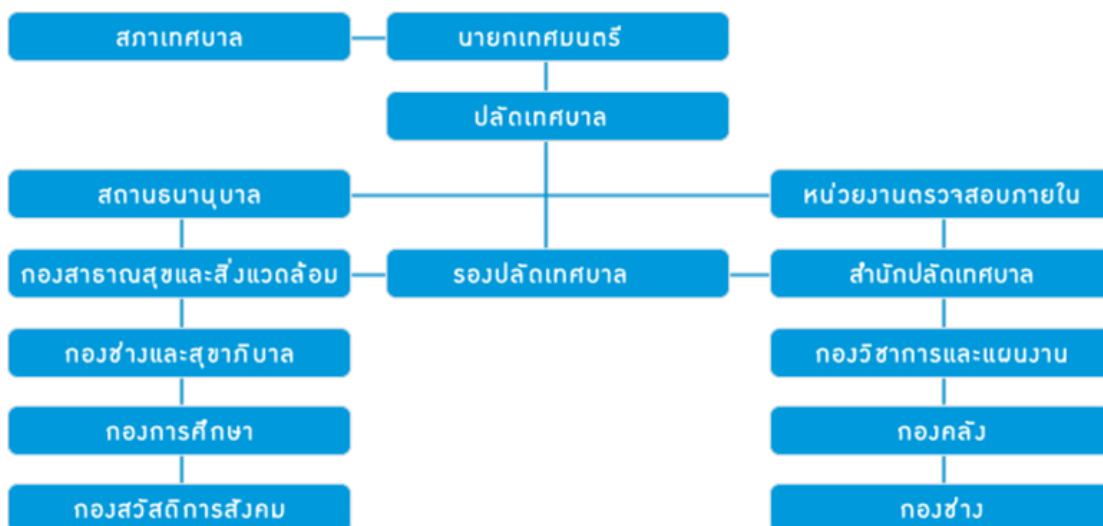 สภาเทศบาล
นายกเทศมนตรี
ปลัดเทศบาล
สถานธนานุบาล
หน่วยงานตรวจสอบภายใน
กองสาธาณสุขและสิ่งแวดล้อม
รองปลัดเทศบาล
สำนักปลัดเทศบาล
กองช่างและสุขาภิบาล
กองวิชาการและแผนงาน
กองการศึกษา
กองคลัง
กองสวัสดิการสังคม
กองช่าง